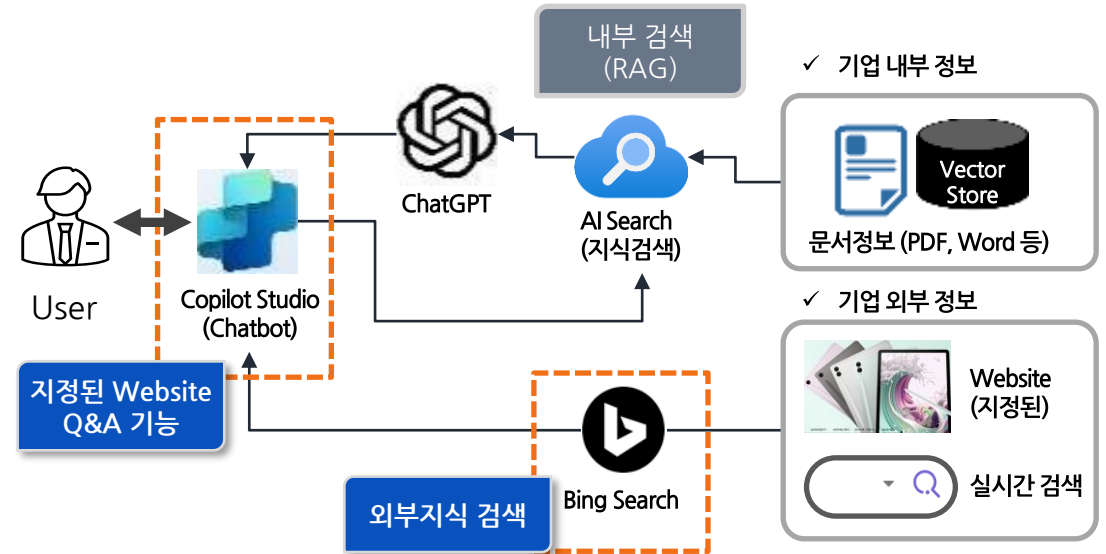 내부 검색
(RAG)
✓ 기업 내부 정보
Vector
Store
문서정보 (PDF, Word 등)
ChatGPT
AI Search
(지식검색)
User
Copilot Studio
(Chatbot)
✓ 기업 외부 정보
Website
(지정된)
실시간 검색
지정된 Website
Q&A 기능
Bing Search
외부지식 검색